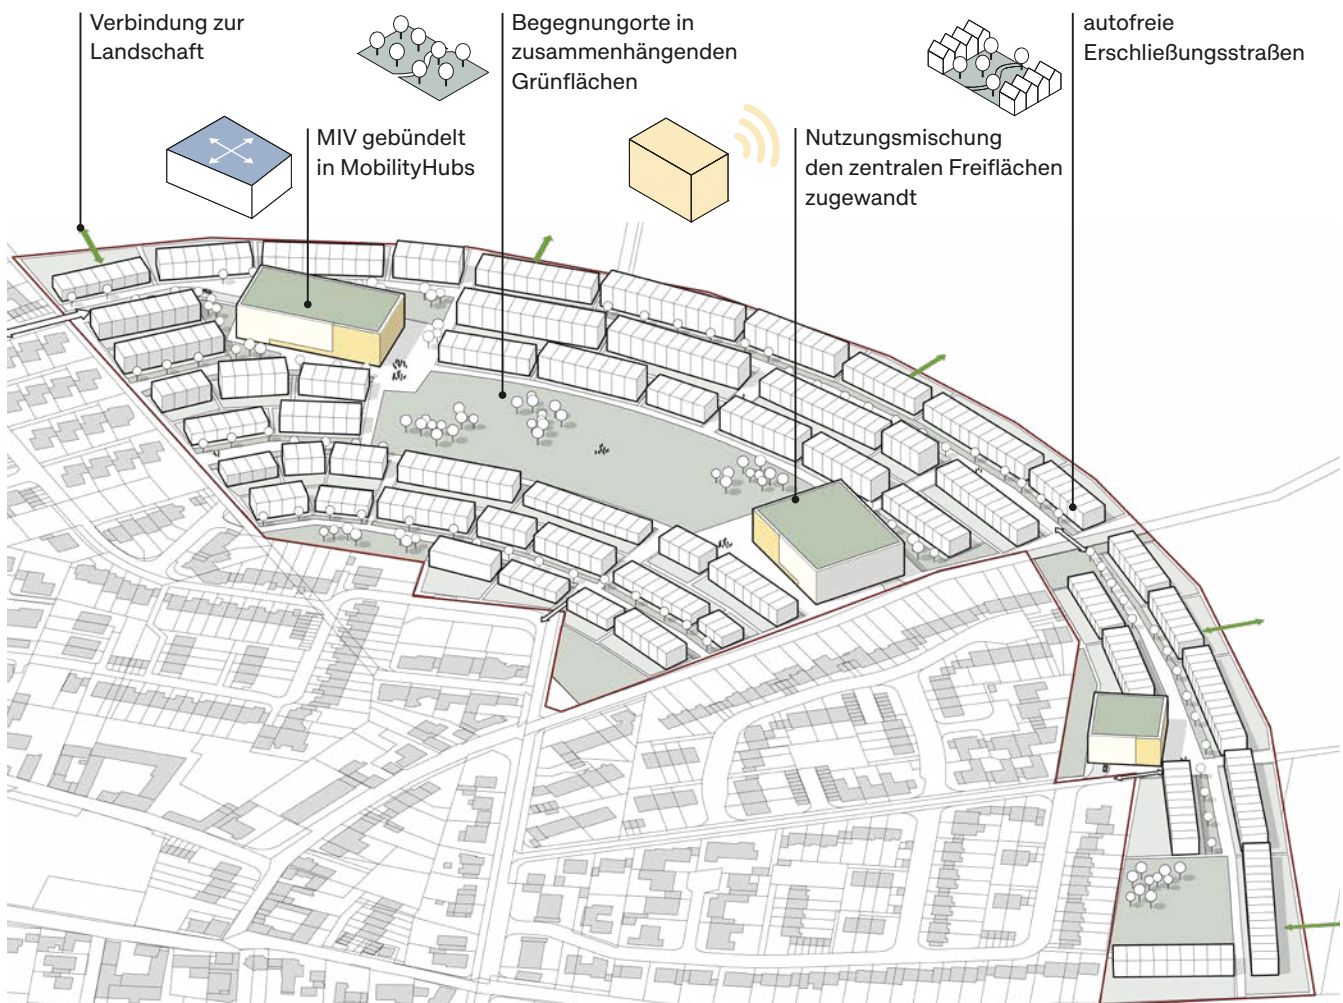 Verbindung zur
Landschaft
Begegnungorte in
zusammenhängenden
Grünflächen
autofreie
Erschließungsstraßen
MIV gebündelt
in MobilityHubs
Nutzungsmischung
den zentralen Freiflächen
zugewandt